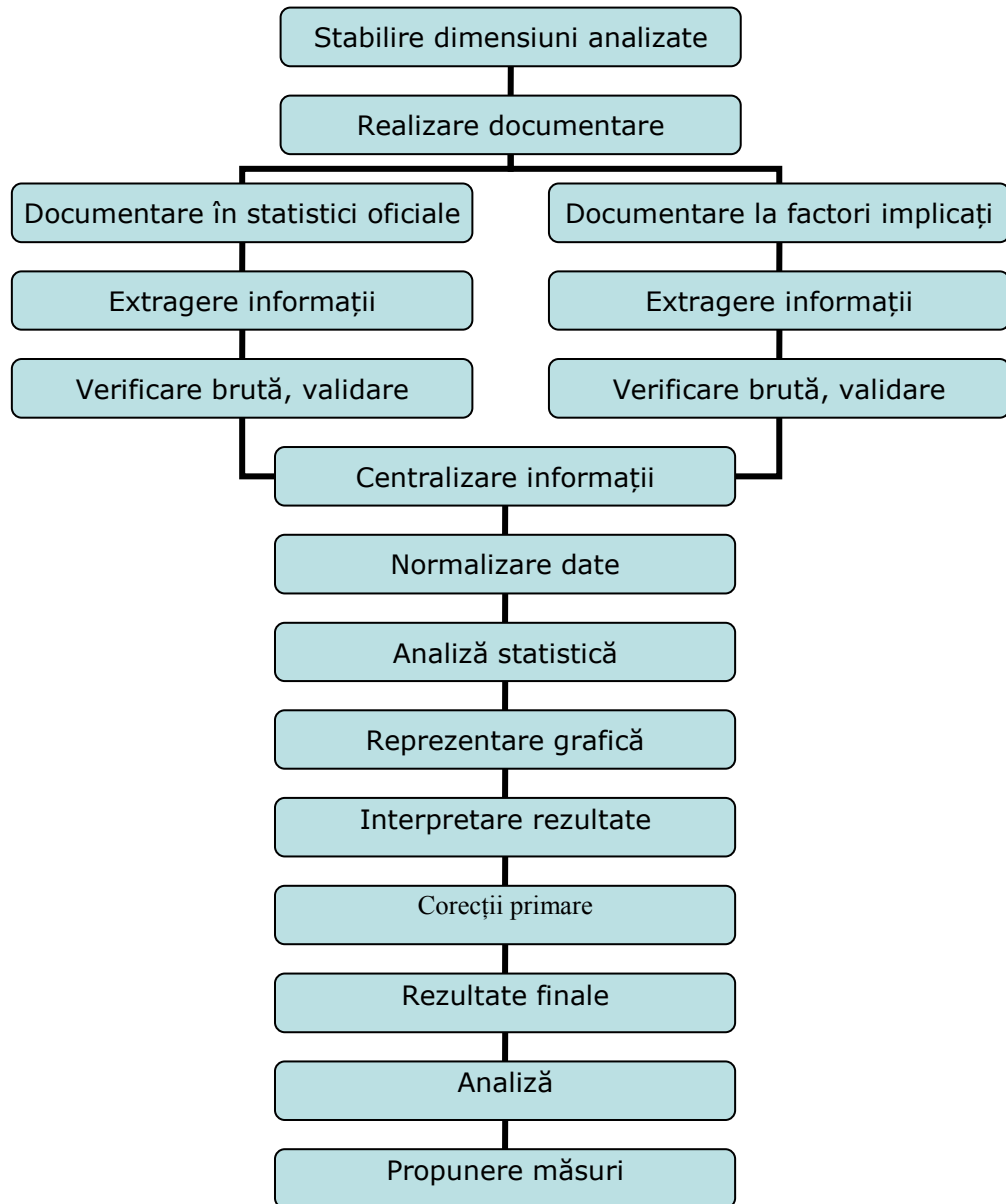 Stabilire dimensiuni analizate
Realizare documentare
Documentare în statistici oficiale
Extragere informații
Verificare brută, validare
Documentare la factori implicați
Extragere informații
Verificare brută, validare
Centralizare informații
Normalizare date
Analiză statistică
Reprezentare grafică
Interpretare rezultate
Corecții primare
Rezultate finale
Analiză
Propunere măsuri